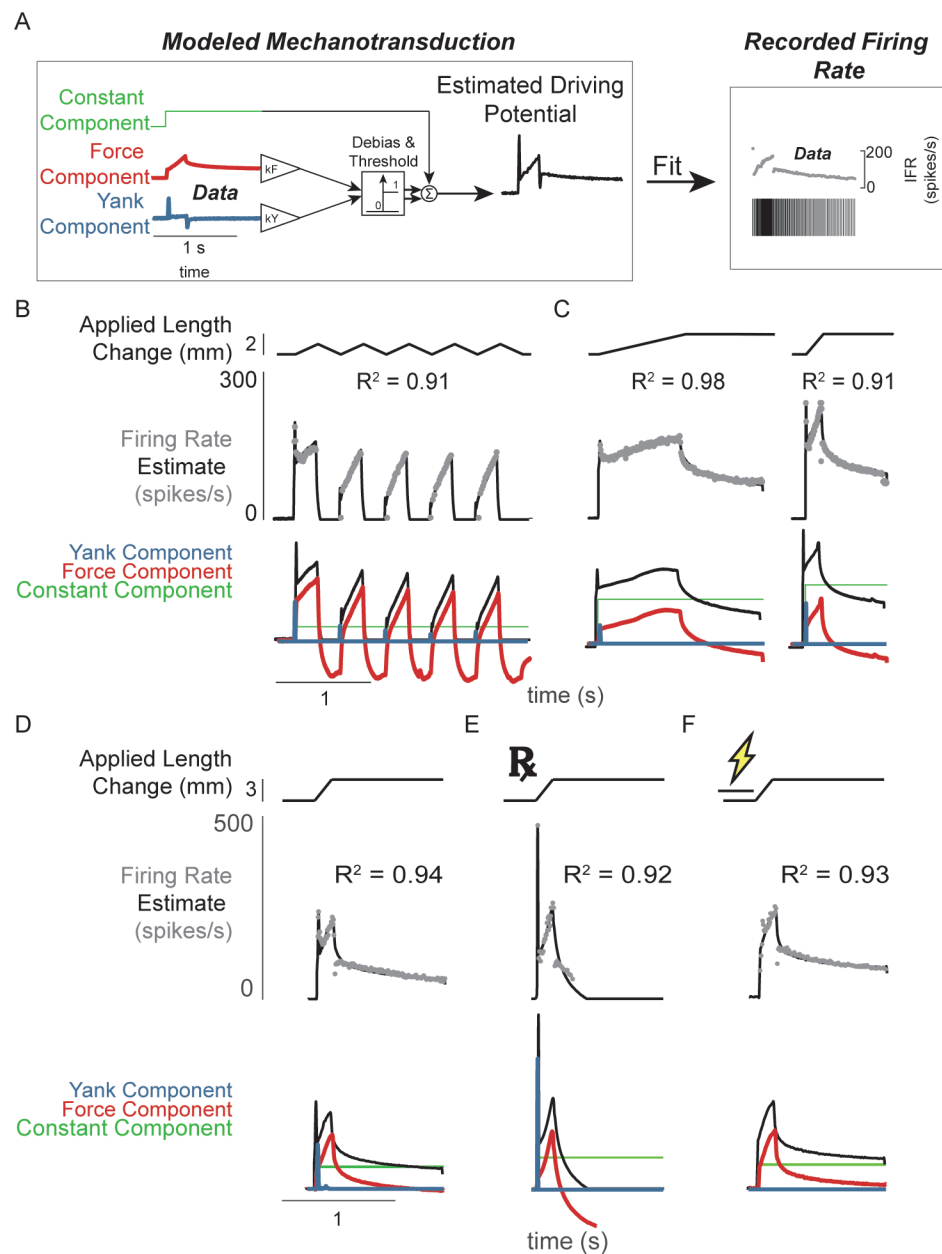 A
Modeled Mechanotransduction
Recorded Firing
Rate
Constant
Component
Force
Component
Yank
Component
Data
1 s
time
kF
kY
Debias &
Threshold
1
0
Σ
Estimated Driving
Potential
Fit
Data
200
0
IFR
(spikes/s)
B
C
Applied Length
Change (mm)
2
300
0
R² = 0.91
R² = 0.98
R² = 0.91
Firing Rate
Estimate
(spikes/s)
Yank Component
Force Component
Constant Component
1
time (s)
D
E
F
Applied Length
Change (mm)
3
℞
500
0
R² = 0.94
R² = 0.92
R² = 0.93
Firing Rate
Estimate
(spikes/s)
Yank Component
Force Component
Constant Component
1
time (s)